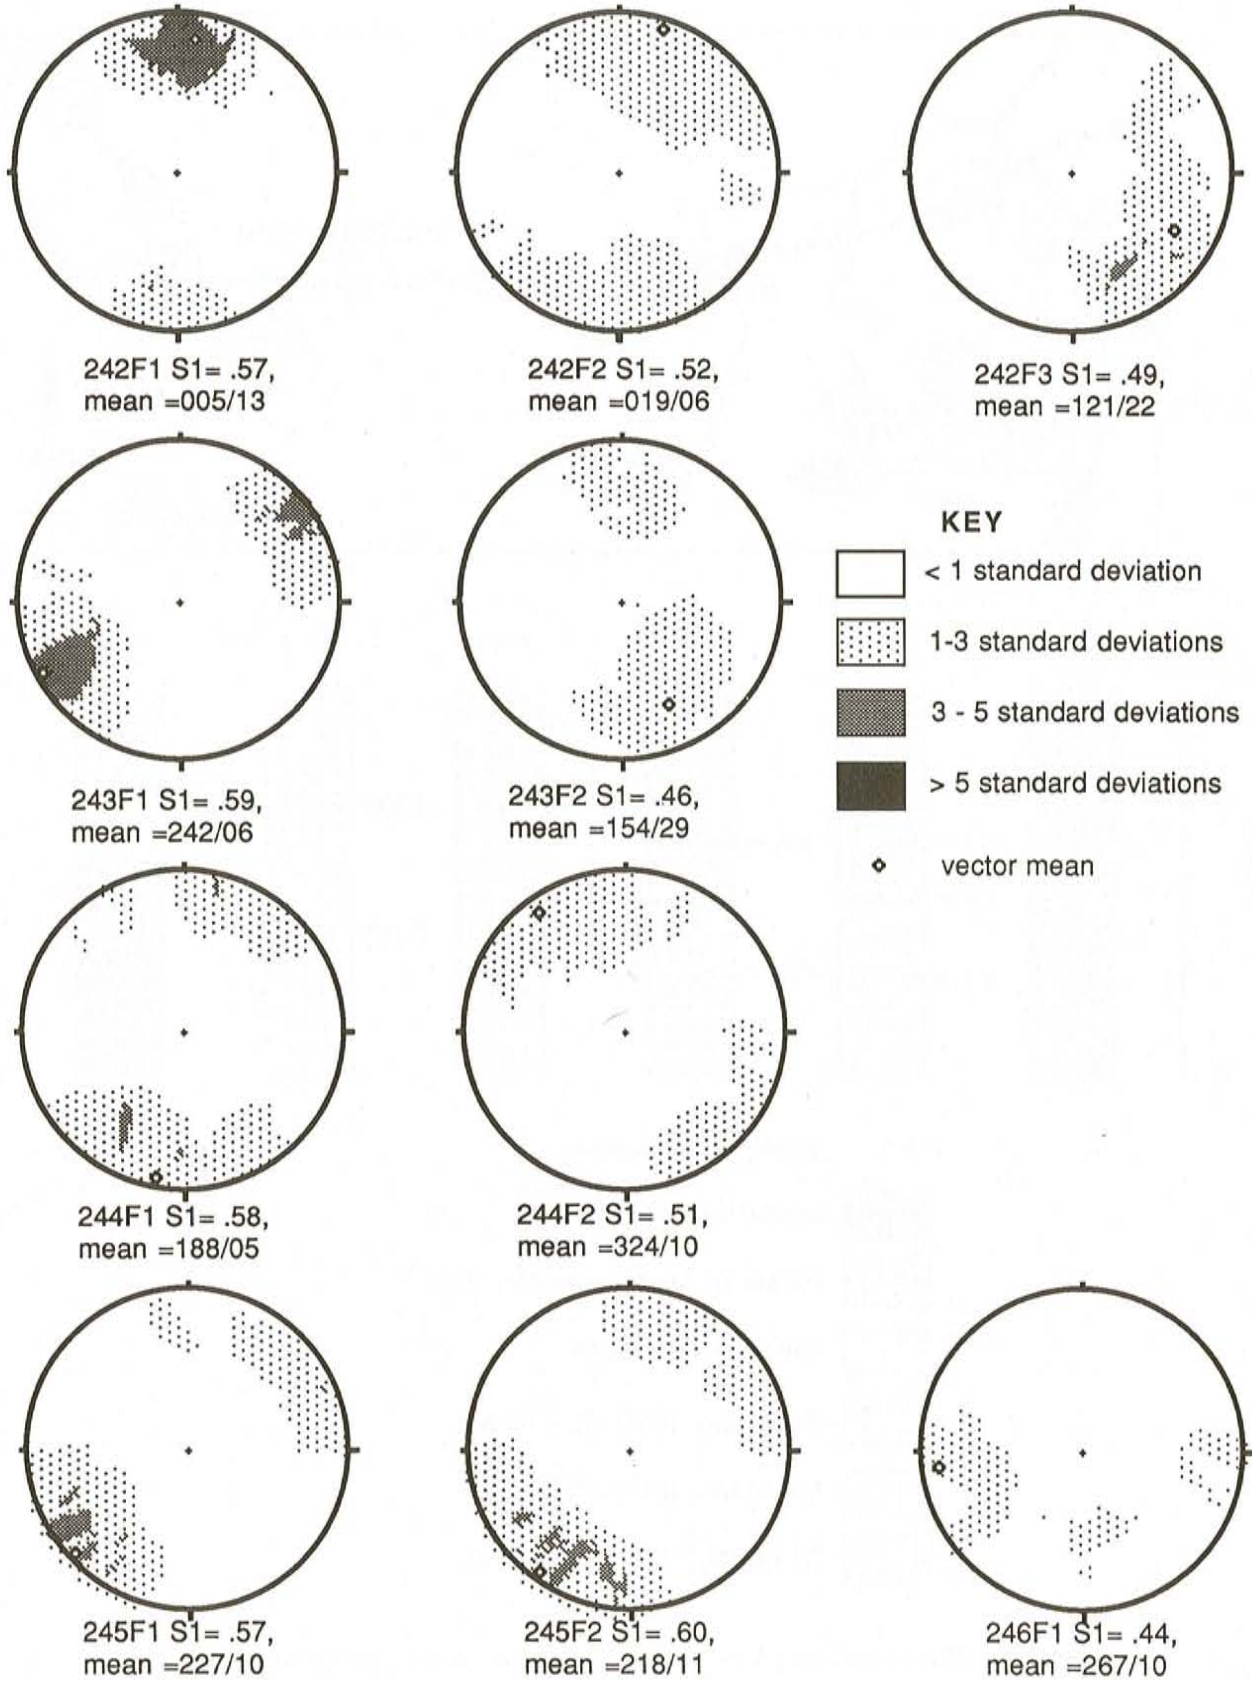 242F1 S1= .57,
mean =005/13
242F2 S1= .52,
mean =019/06
242F3 S1= .49,
mean =121/22
243F1 S1= .59,
mean =242/06
243F2 S1= .46,
mean =154/29
KEY
< 1 standard deviation
1-3 standard deviations
3 - 5 standard deviations
> 5 standard deviations
vector mean
244F1 S1= .58,
mean =188/05
244F2 S1= .51,
mean =324/10
245F1 S1= .57,
mean =227/10
245F2 S1= .60,
mean =218/11
246F1 S1= .44,
mean =267/10